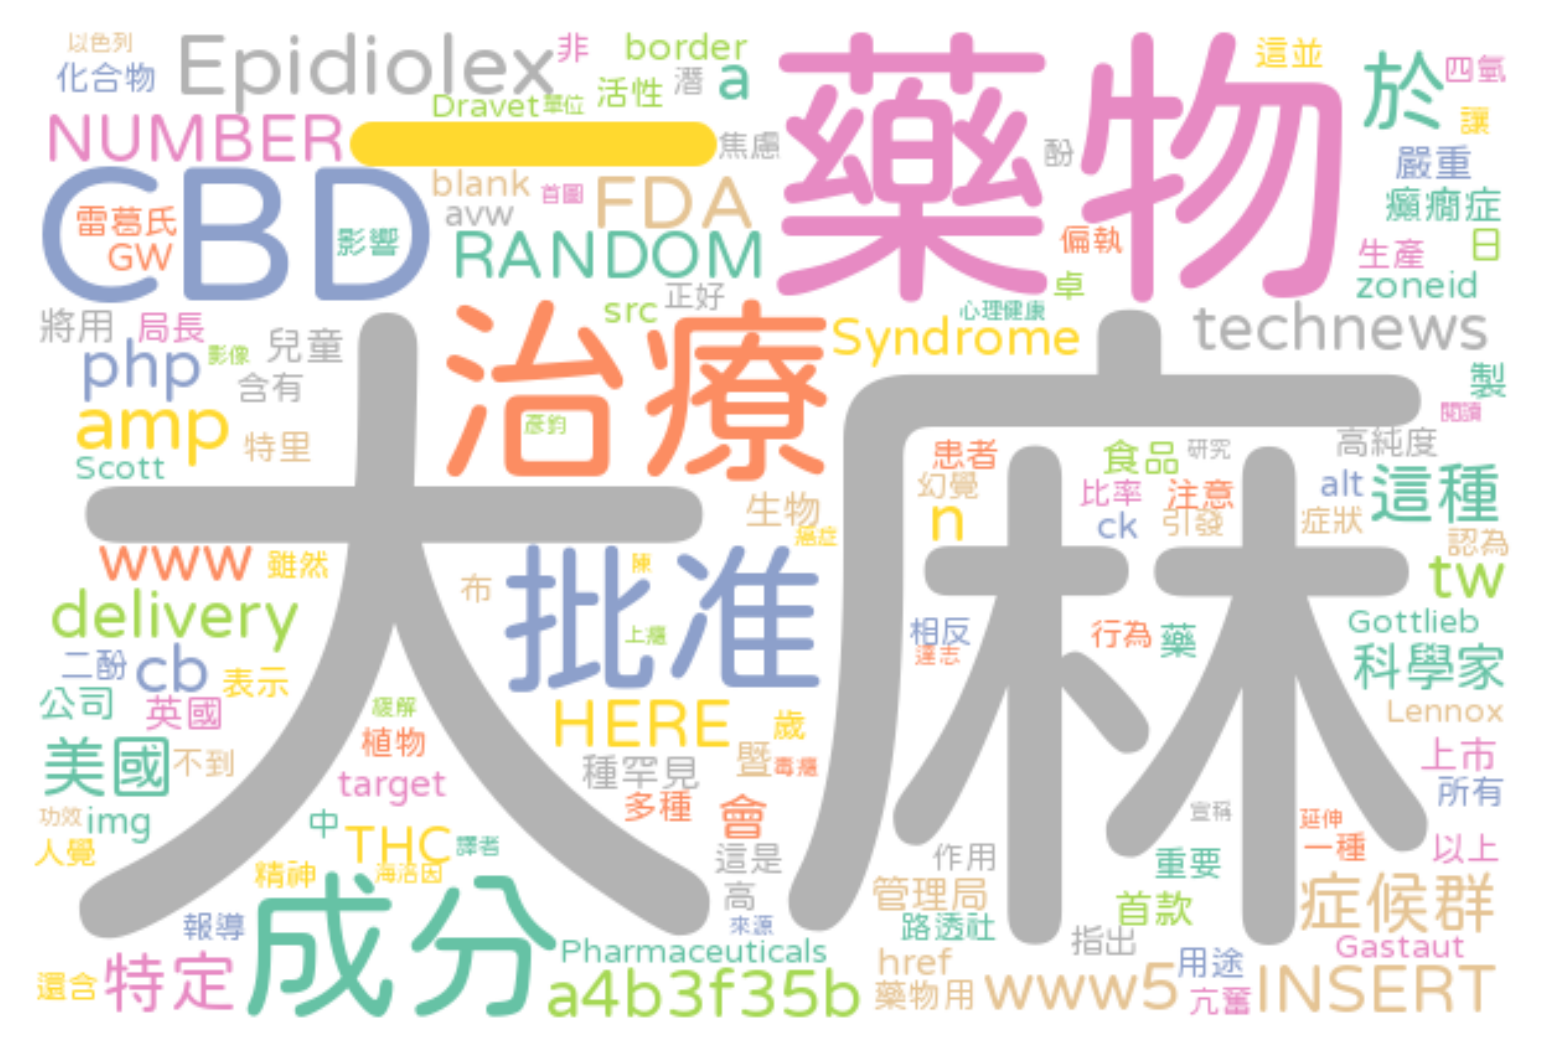 以色列
Epidiolex
非
border
這並
化合物
活性
潛
a
藥物
於
四氫
Dravet
單位
NUMBER
一
焦慮
酚
讓
嚴重
CBD
雷葛氏
GW
影響
blank
首圖
avw
FDA
RANDOM
偏執
癲癇症
日
生產
卓
zoneid
將用
局長
src
正好
心理健康
technews
php
影像
兒童
含有
治療
Syndrome
製
amp
特里
彥鈞
閱讀
高純度
Scott
大麻
患者
食品
研究
幻覺
比率
注意
alt
這種
生物
癌症
n
ck
引發
症狀
認為
www
雖然
布
陳
批准
tw
delivery
上癮
相反
行為
藥
Gottlieb
二酚
cb
表示
達志
科學家
公司
英國
緩解
HERE
歲
Lennox
美國
不到
植物
種罕見
暨
毒癮
上市
target
多種
會
所有
功效
img
中
宣稱
延伸
人覺
THC
譯者
這是
作用
重要
一種
以上
精神
海洛因
高
管理局
首款
症候群
報導
成分
來源
路透社
指出
Gastaut
還含
特定
Pharmaceuticals
href
用途
a4b3f35b
藥物用
www5
亢奮
INSERT